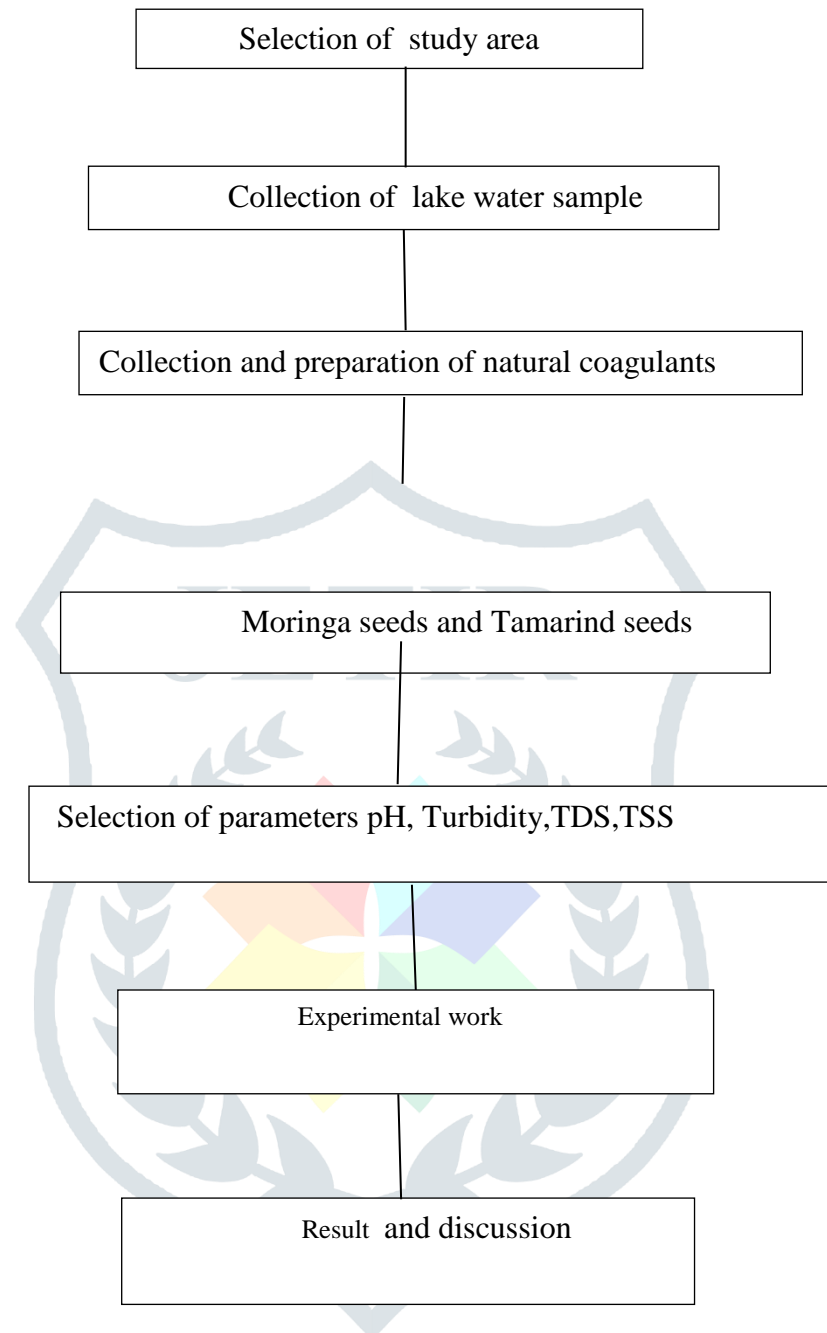 Selection of  study area
Collection of  lake water sample
Collection and preparation of natural coagulants
JETIR
Moringa seeds and Tamarind seeds
Selection of parameters pH, Turbidity,TDS,TSS
Experimental work
Result  and discussion